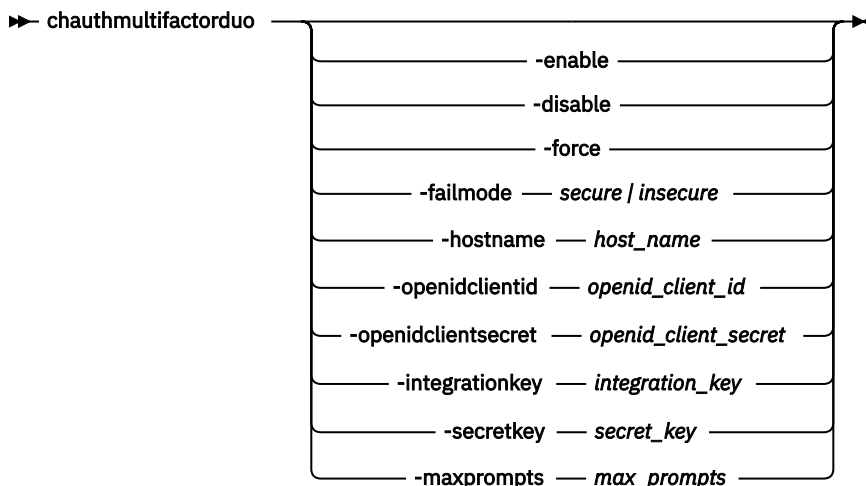 chauthmultifactorduo
-enable
-disable
-force
-failmode secure | insecure
-hostname host_name
-openidclientid openid_client_id
-openidclientsecret openid_client_secret
-integrationkey integration_key
-secretkey secret_key
-maxprompts max_prompts